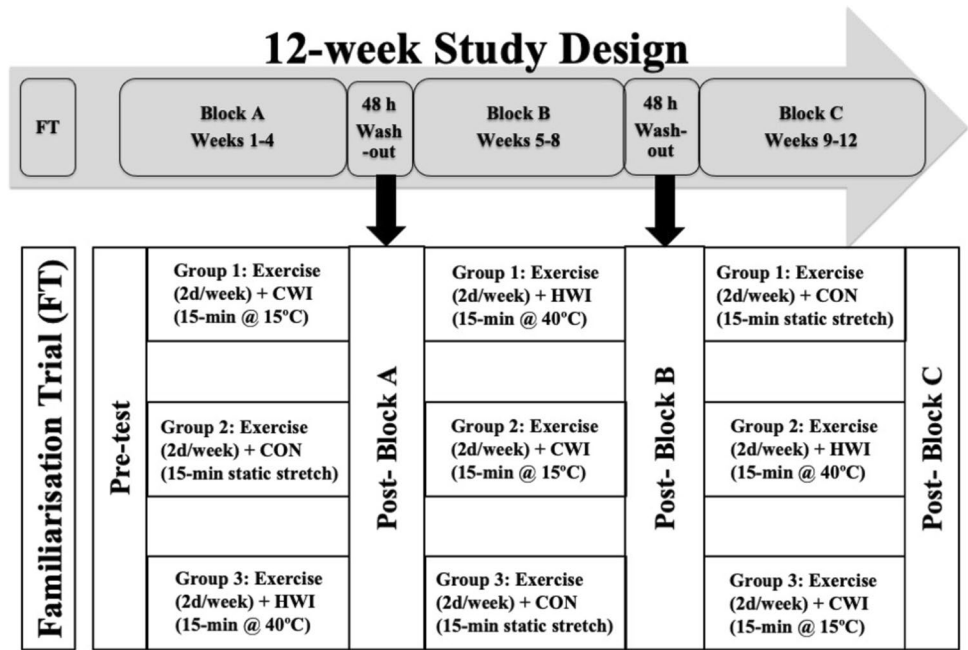 12-week Study Design
FT
Block A
Weeks 1-4
48 h
Wash
-out
Block B
Weeks 5-8
48 h
Wash-
out
Block C
Weeks 9-12
Familiarisation Trial (FT)
Pre-test
Group 1: Exercise
(2d/week) + CWI
(15-min @ 15ºC)
Group 2: Exercise
(2d/week) + CON
(15-min static stretch)
Group 3: Exercise
(2d/week) + HWI
(15-min @ 40ºC)
Post- Block A
Group 1: Exercise
(2d/week) + HWI
(15-min @ 40ºC)
Group 2: Exercise
(2d/week) + CWI
(15-min @ 15ºC)
Group 3: Exercise
(2d/week) + CON
(15-min static stretch)
Post- Block B
Group 1: Exercise
(2d/week) + CON
(15-min static stretch)
Group 2: Exercise
(2d/week) + HWI
(15-min @ 40ºC)
Group 3: Exercise
(2d/week) + CWI
(15-min @ 15ºC)
Post- Block C